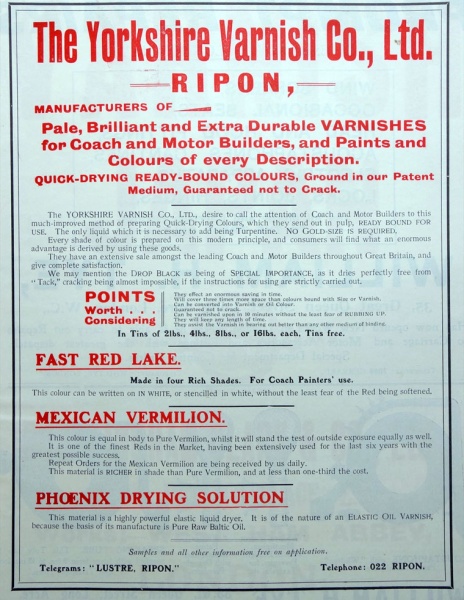 The Yorkshire Varnish Co., Ltd.
RIPON,
MANUFACTURERS OF
Pale, Brilliant and Extra Durable VARNISHES
for Coach and Motor Builders, and Paints and
Colours of every Description.
QUICK-DRYING READY-BOUND COLOURS, Ground in our Patent
Medium, Guaranteed not to Crack.
The YORKSHIRE VARNISH CO., LTD., desire to call the attention of Coach and Motor Builders to this
much-improved method of preparing Quick-Drying Colours, which they send out in pulp, READY BOUND FOR
USE. The only liquid which it is necessary to add being Turpentine. NO GOLD-SIZE IS REQUIRED.
Every shade of colour is prepared on this modern principle, and consumers will find what an enormous
advantage is derived by using these goods.
They have an extensive sale amongst the leading Coach and Motor Builders throughout Great Britain, and
give complete satisfaction.
We may mention the DROP BLACK as being of SPECIAL IMPORTANCE, as it dries perfectly free from
"Tack," cracking being almost impossible, if the instructions for using are strictly carried out.
POINTS
Worth . . .
Considering
They effect an enormous saving in time.
Will cover three times more space than colours bound with Size or Varnish.
Can be converted into Varnish or Oil Colour.
Guaranteed not to crack.
Can be varnished upon in 10 minutes without the least fear of RUBBING UP.
They will keep any length of time.
They assist the Varnish in bearing out better than any other medium of binding.
In Tins of 2lbs., 4lbs., 8lbs., or 16lbs. each, Tins free.
FAST RED LAKE.
Made in four Rich Shades. For Coach Painters' use.
This colour can be written on IN WHITE, or stencilled in white, without the least fear of the Red being softened.
MEXICAN VERMILION.
This colour is equal in body to Pure Vermilion, whilst it will stand the test of outside exposure equally as well.
It is one of the finest Reds in the Market, having been extensively used for the last six years with the
greatest possible success.
Repeat Orders for the Mexican Vermilion are being received by us daily.
This material is RICHER in shade than Pure Vermilion, and at less than one-third the cost.
PHŒNIX DRYING SOLUTION
This material is a highly powerful elastic liquid dryer. It is of the nature of an ELASTIC OIL VARNISH,
because the basis of its manufacture is Pure Raw Baltic Oil.
Samples and all other information free on application.
Telegrams: "LUSTRE, RIPON."
Telephone: 022 RIPON.